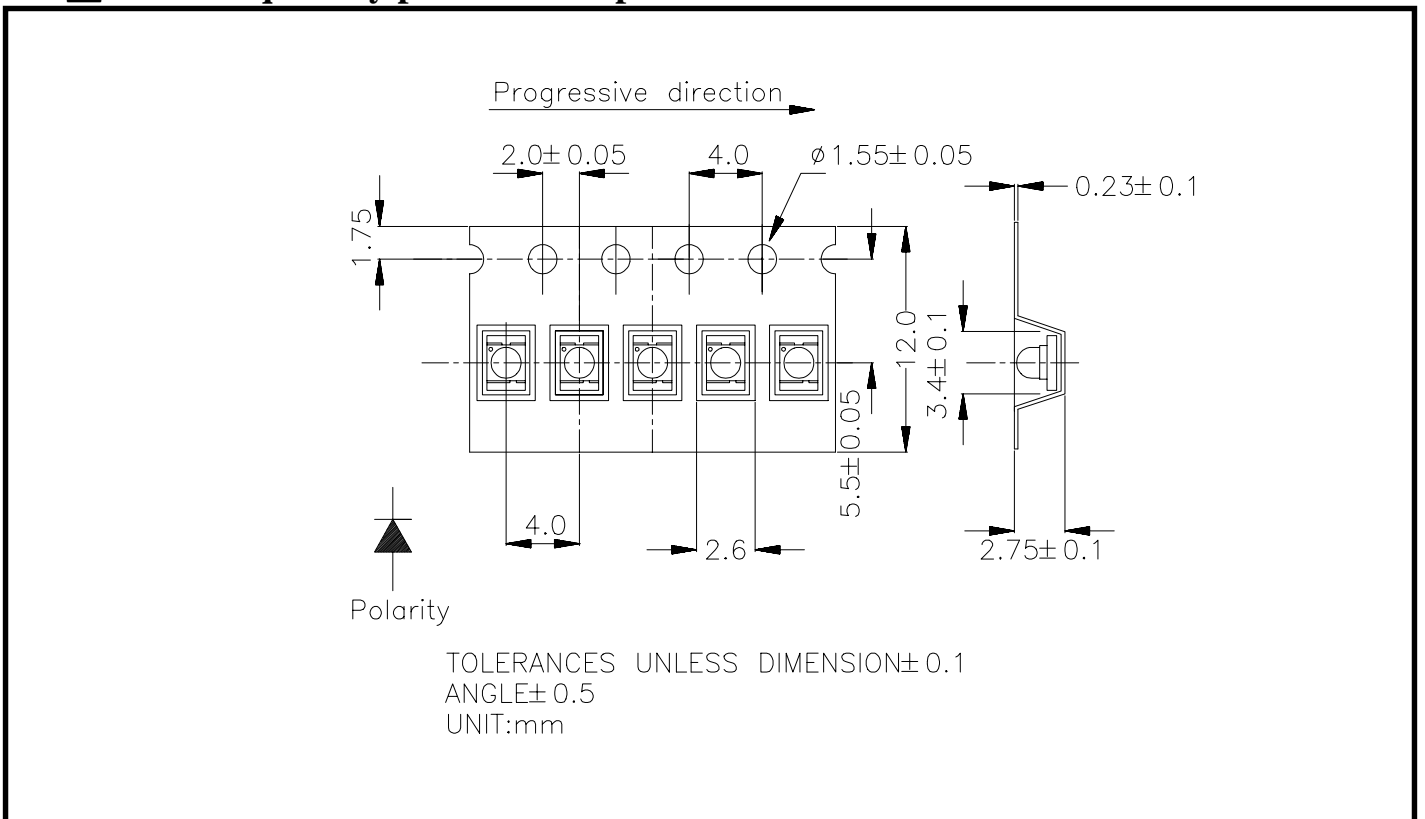 Progressive direction
2.0± 0.05
4.0
ø1.55± 0.05
0.23± 0.1
1.75
12.0
3.4± 0.1
5.5± 0.05
4.0
2.6
2.75± 0.1
Polarity
TOLERANCES UNLESS DIMENSION± 0.1
ANGLE± 0.5
UNIT:mm